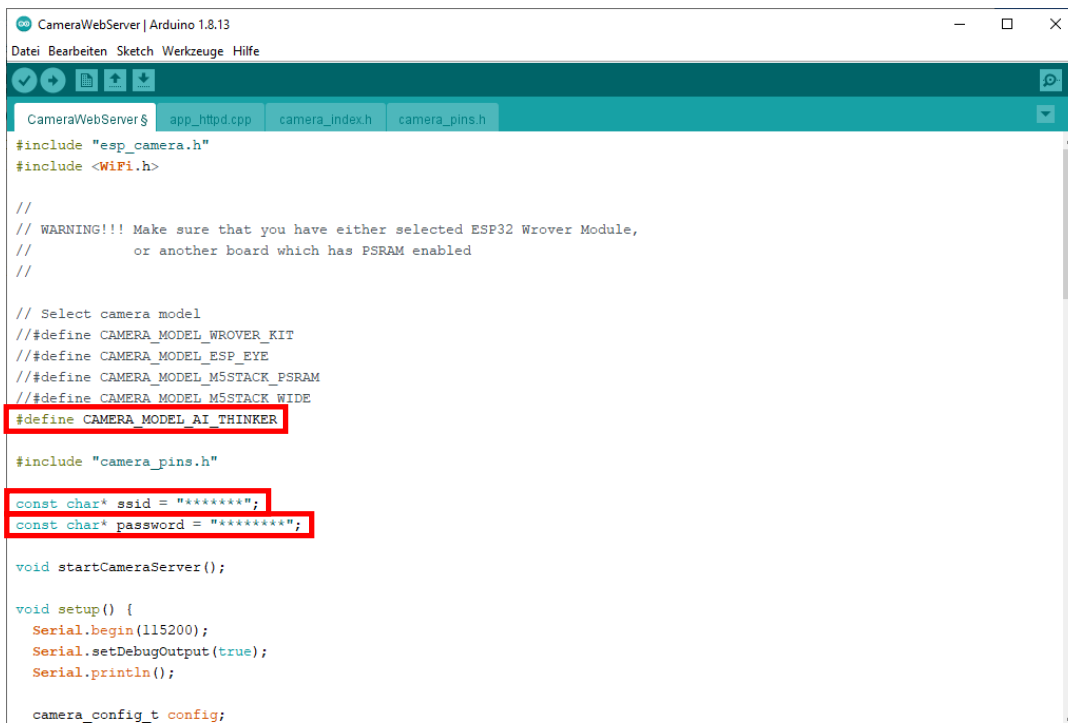 CameraWebServer | Arduino 1.8.13
Datei Bearbeiten Sketch Werkzeuge Hilfe
CameraWebServer § app_httpd.cpp camera_index.h camera_pins.h
#include "esp_camera.h"
#include <WiFi.h>
//
// WARNING!!! Make sure that you have either selected ESP32 Wrover Module,
//            or another board which has PSRAM enabled
//
// Select camera model
//#define CAMERA_MODEL_WROVER_KIT
//#define CAMERA_MODEL_ESP_EYE
//#define CAMERA_MODEL_M5STACK_PSRAM
//#define CAMERA_MODEL_M5STACK_WIDE
#define CAMERA_MODEL_AI_THINKER
#include "camera_pins.h"
const char* ssid = "*******";
const char* password = "********";
void startCameraServer();
void setup() {
  Serial.begin(115200);
  Serial.setDebugOutput(true);
  Serial.println();
  camera_config_t config;